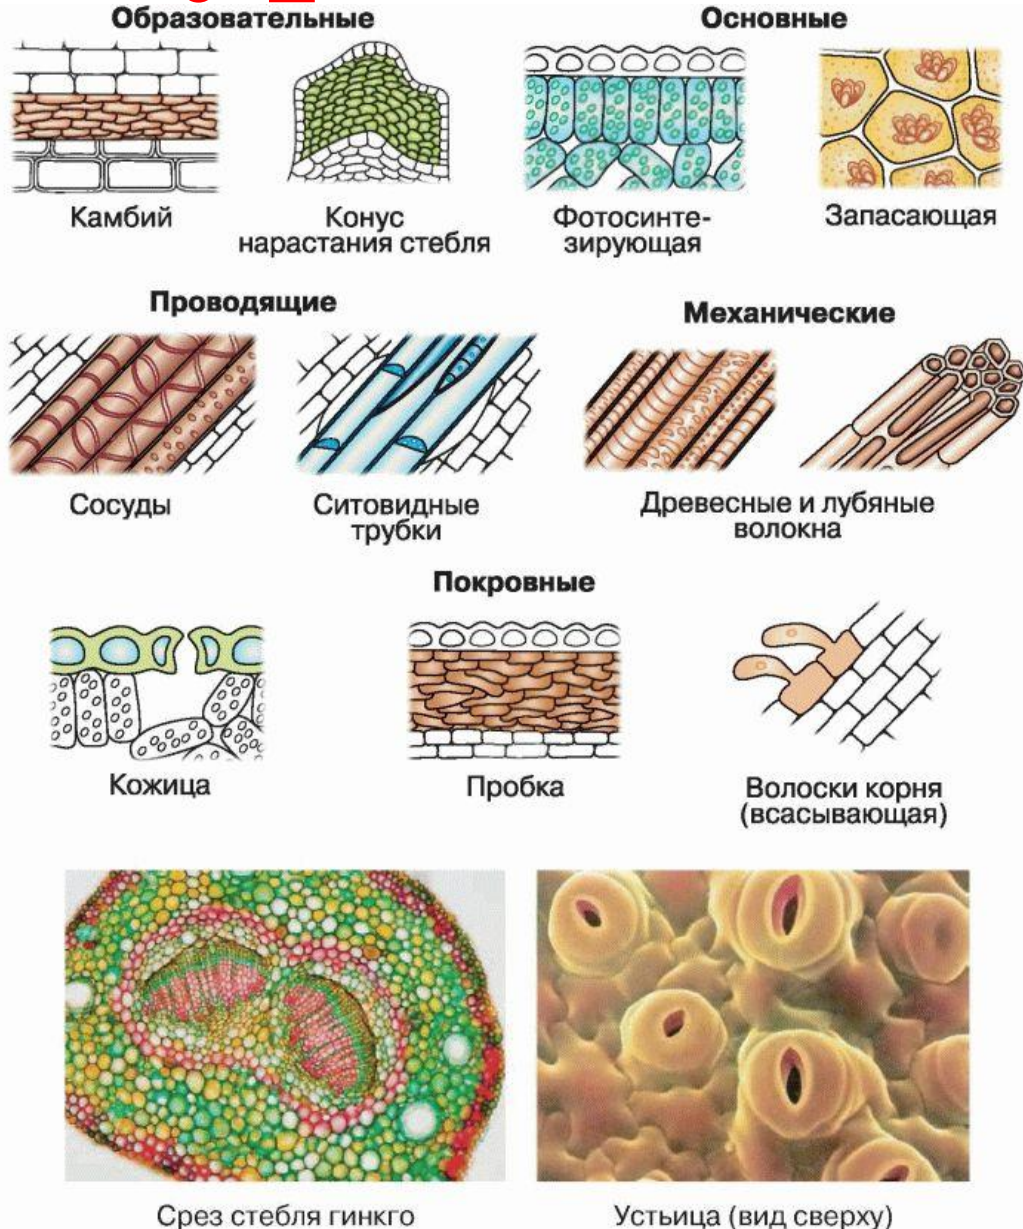 Образовательные
Основные
Камбий
Конус
нарастания стебля
Фотосинте-
зирующая
Запасающая
Проводящие
Механические
Сосуды
Ситовидные
трубки
Древесные и лубяные
волокна
Покровные
Кожица
Пробка
Волоски корня
(всасывающая)
Срез стебля гинкго
Устьица (вид сверху)